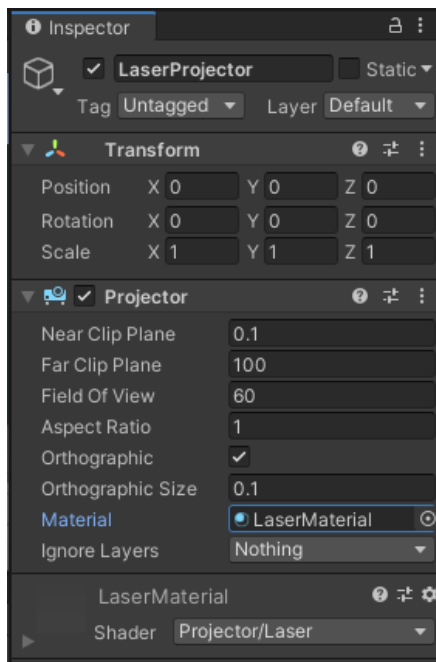 Inspector
LaserProjector Static
Tag Untagged Layer Default
Transform
Position X 0 Y 0 Z 0
Rotation X 0 Y 0 Z 0
Scale X 1 Y 1 Z 1
Projector
Near Clip Plane 0.1
Far Clip Plane 100
Field Of View 60
Aspect Ratio 1
Orthographic
Orthographic Size 0.1
Material LaserMaterial
Ignore Layers Nothing
LaserMaterial
Shader Projector/Laser